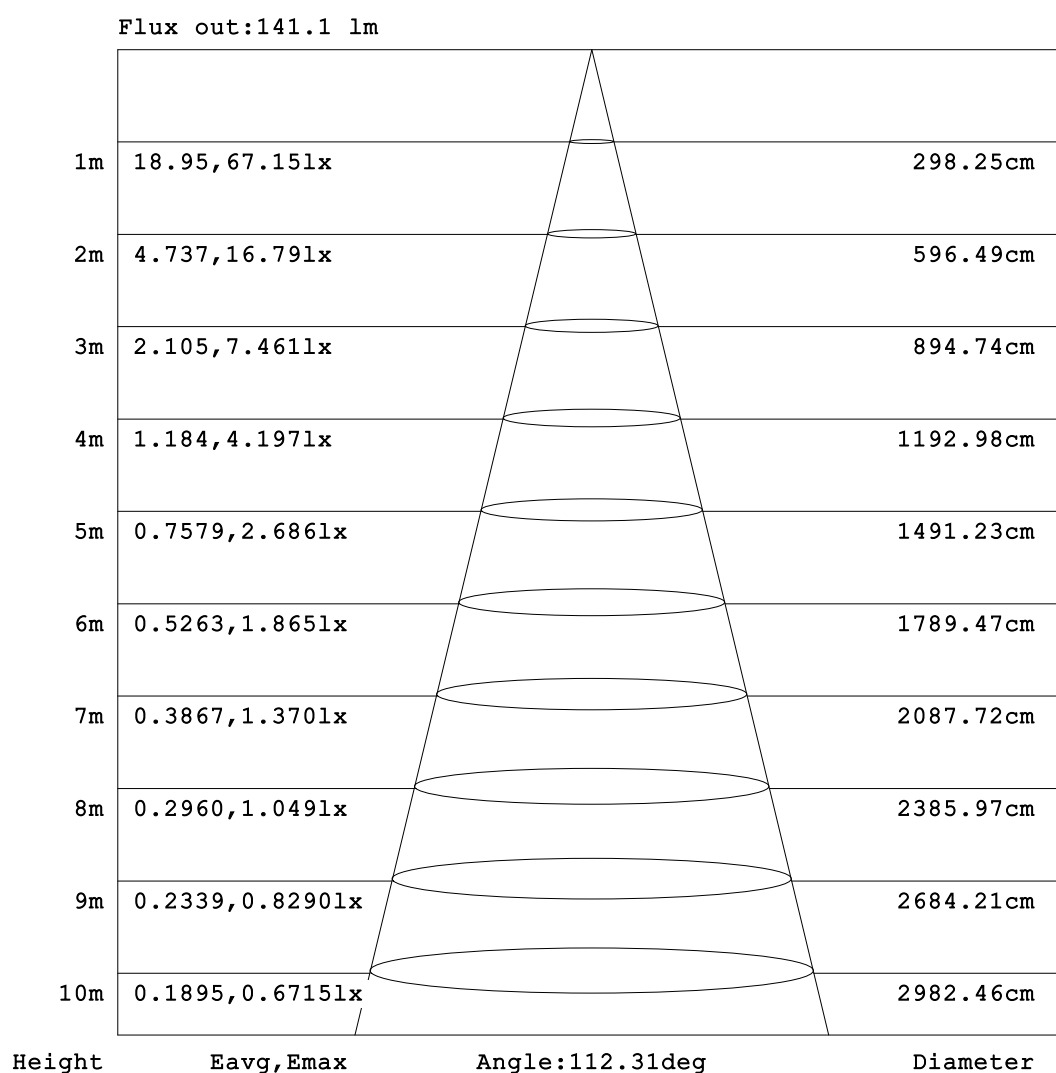 Flux out:141.1 lm
1m 18.95,67.15lx 298.25cm
2m 4.737,16.79lx 596.49cm
3m 2.105,7.461lx 894.74cm
4m 1.184,4.197lx 1192.98cm
5m 0.7579,2.686lx 1491.23cm
6m 0.5263,1.865lx 1789.47cm
7m 0.3867,1.370lx 2087.72cm
8m 0.2960,1.049lx 2385.97cm
9m 0.2339,0.8290lx 2684.21cm
10m 0.1895,0.6715lx 2982.46cm
Height Eavg,Emax Angle:112.31deg Diameter